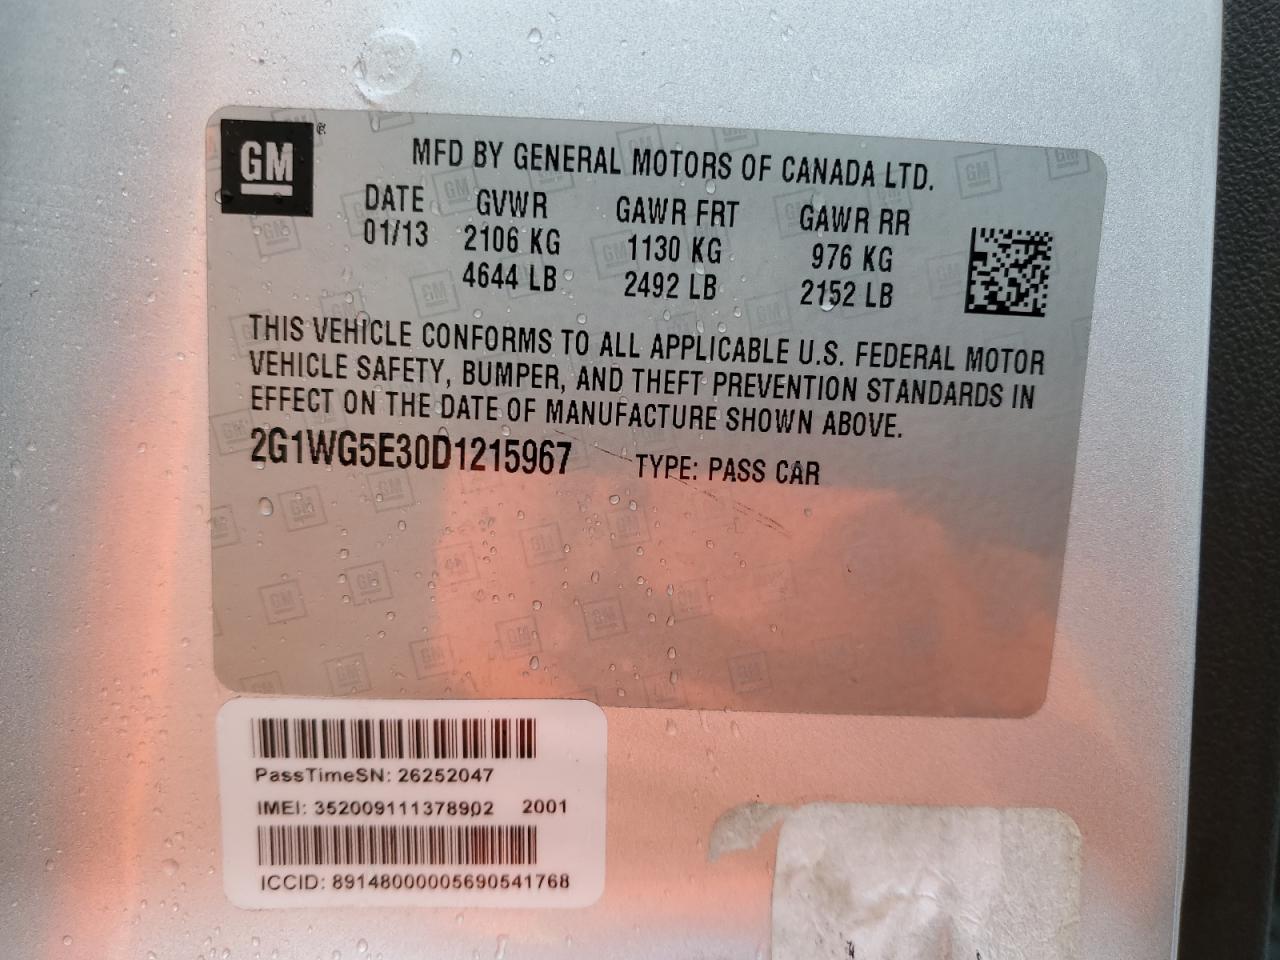 GM ®
MFD BY GENERAL MOTORS OF CANADA LTD.
DATE GVWR GAWR FRT GAWR RR
01/13 2106 KG 1130 KG 976 KG
4644 LB 2492 LB 2152 LB
THIS VEHICLE CONFORMS TO ALL APPLICABLE U.S. FEDERAL MOTOR
VEHICLE SAFETY, BUMPER, AND THEFT PREVENTION STANDARDS IN
EFFECT ON THE DATE OF MANUFACTURE SHOWN ABOVE.
2G1WG5E30D1215967 TYPE: PASS CAR
PassTimeSN: 26252047
IMEI: 352009111378902 2001
ICCID: 89148000005690541768